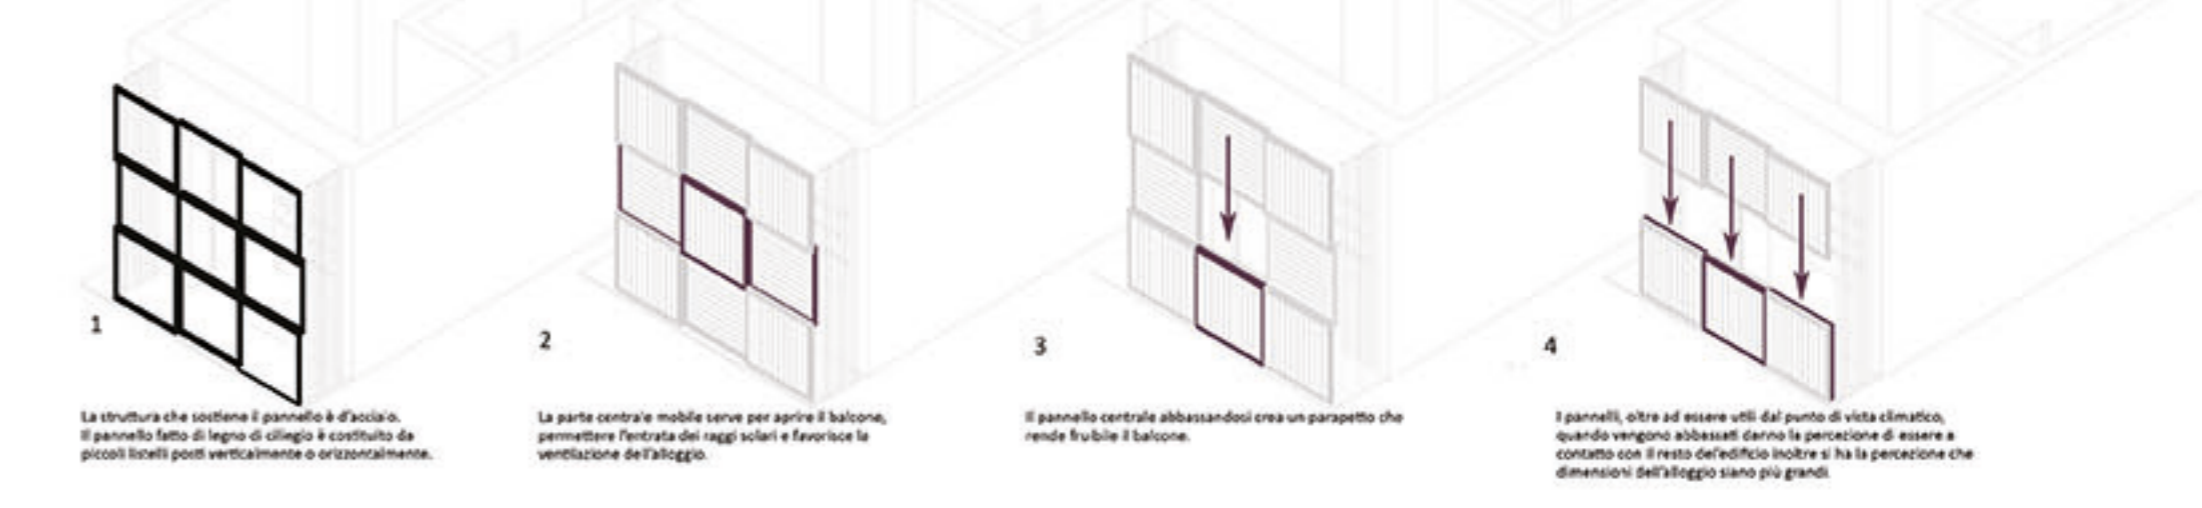 1
La struttura che sostiene il pannello è d'acciaio.
Il pannello fatto di legno di ciliegio è costituito da
piccoli listelli posti verticalmente o orizzontalmente.
2
La parte centrale mobile serve per aprire il balcone,
permettere l'entrata dei raggi solari e favorisce la
ventilazione dell'alloggio.
3
Il pannello centrale abbassandosi crea un parapetto che
rende fruibile il balcone.
4
I pannelli, oltre ad essere utili dal punto di vista climatico,
quando vengono abbassati danno la percezione di essere a
contatto con il resto del'edificio inoltre si ha la percezione che
dimensioni dell'alloggio siano più grandi.